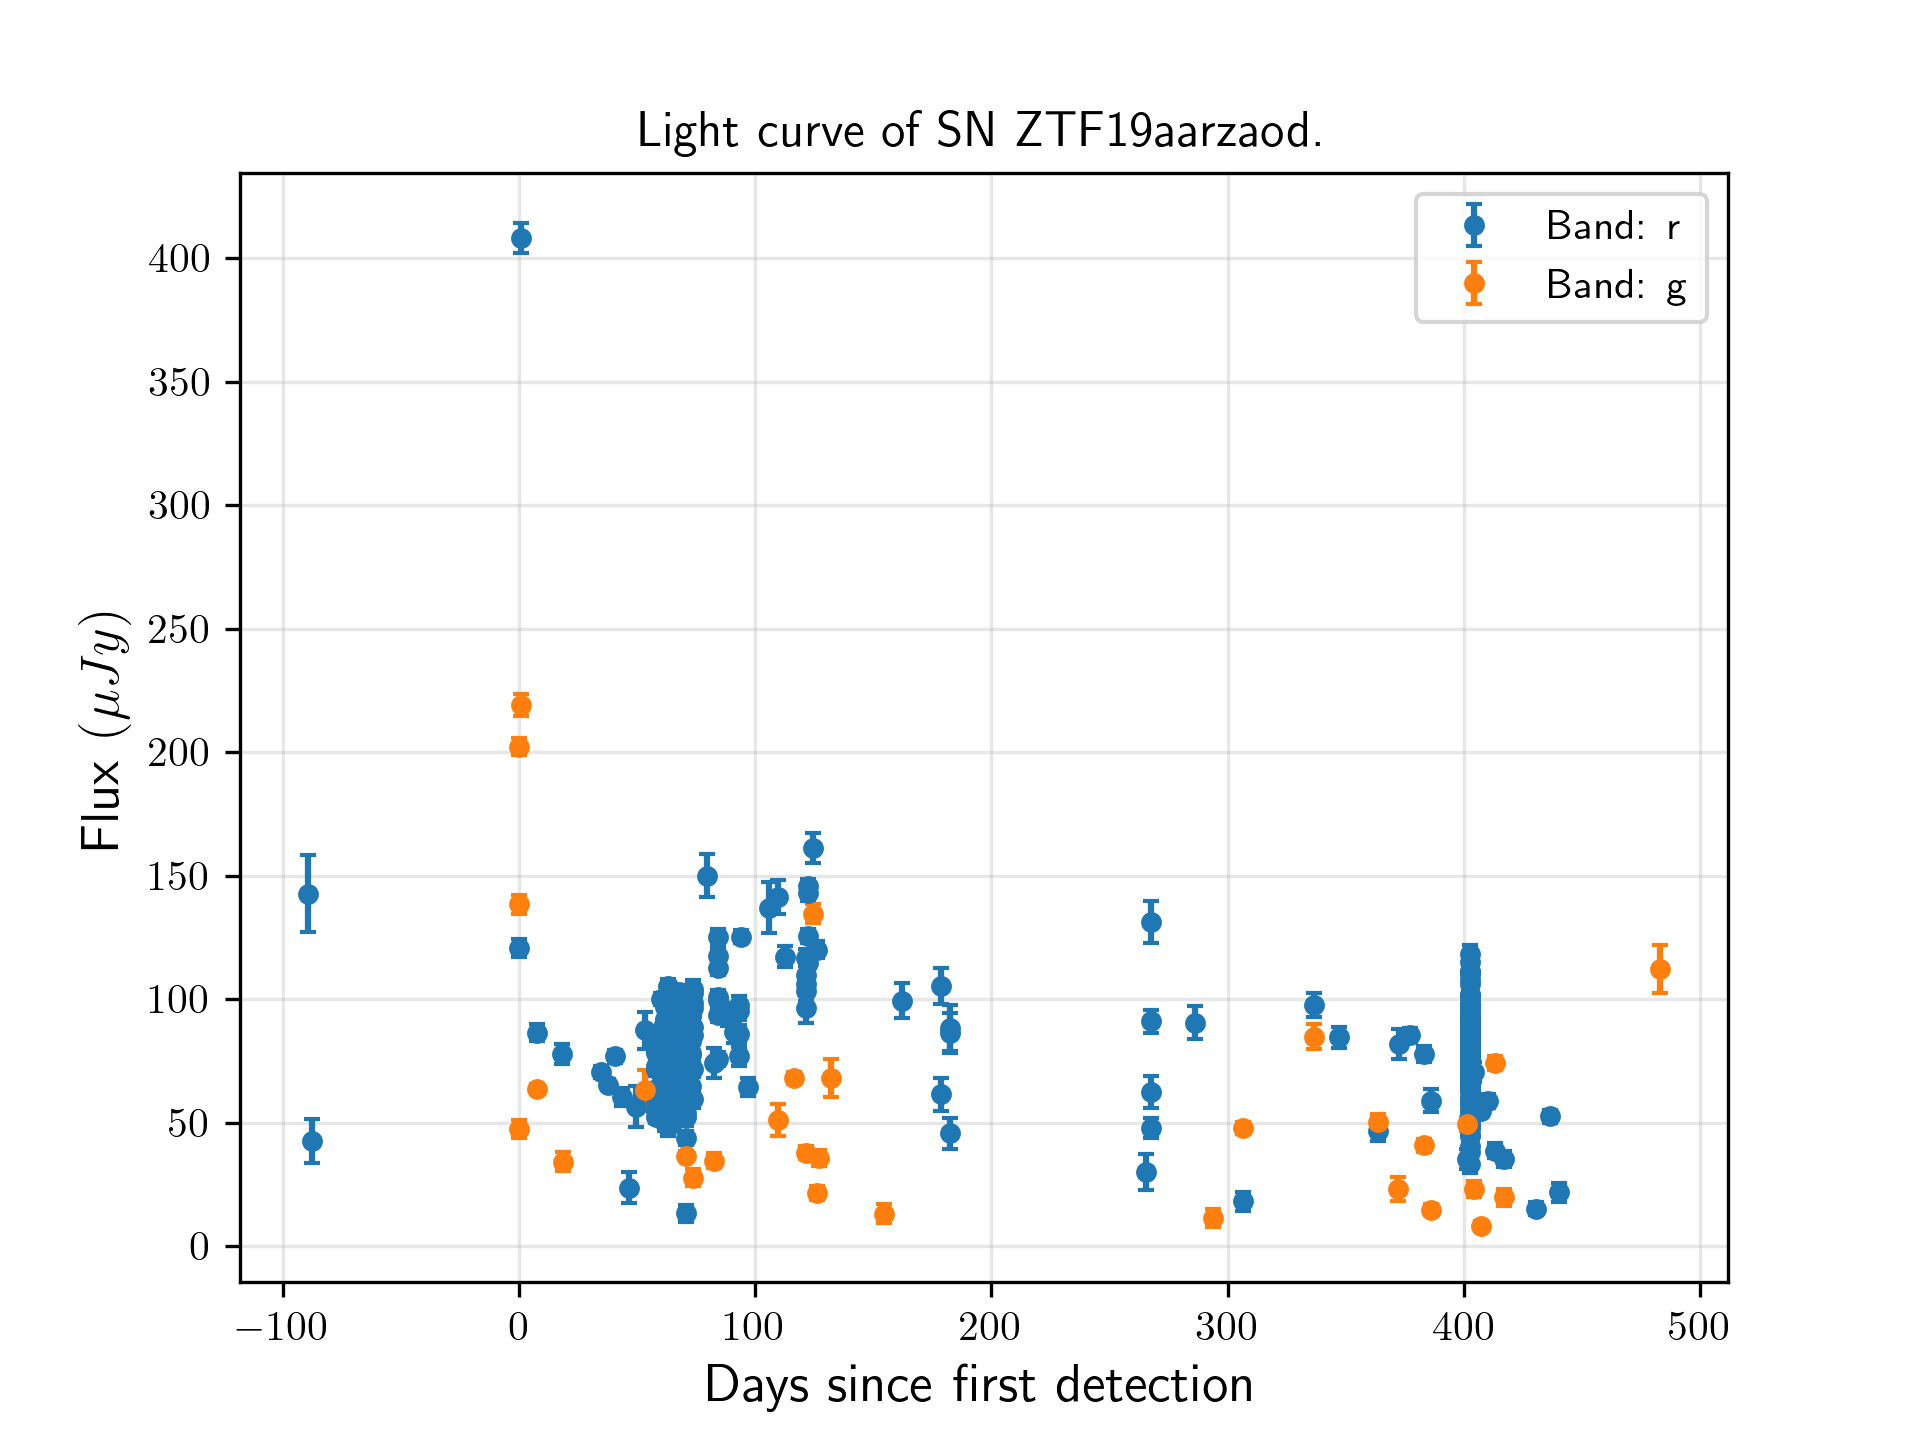 Light curve of SN ZTF19aarzaod.
Band: r
Band: g
400
350
300
250
200
150
100
50
0
Flux (μJy)
−100 0 100 200 300 400 500
Days since first detection